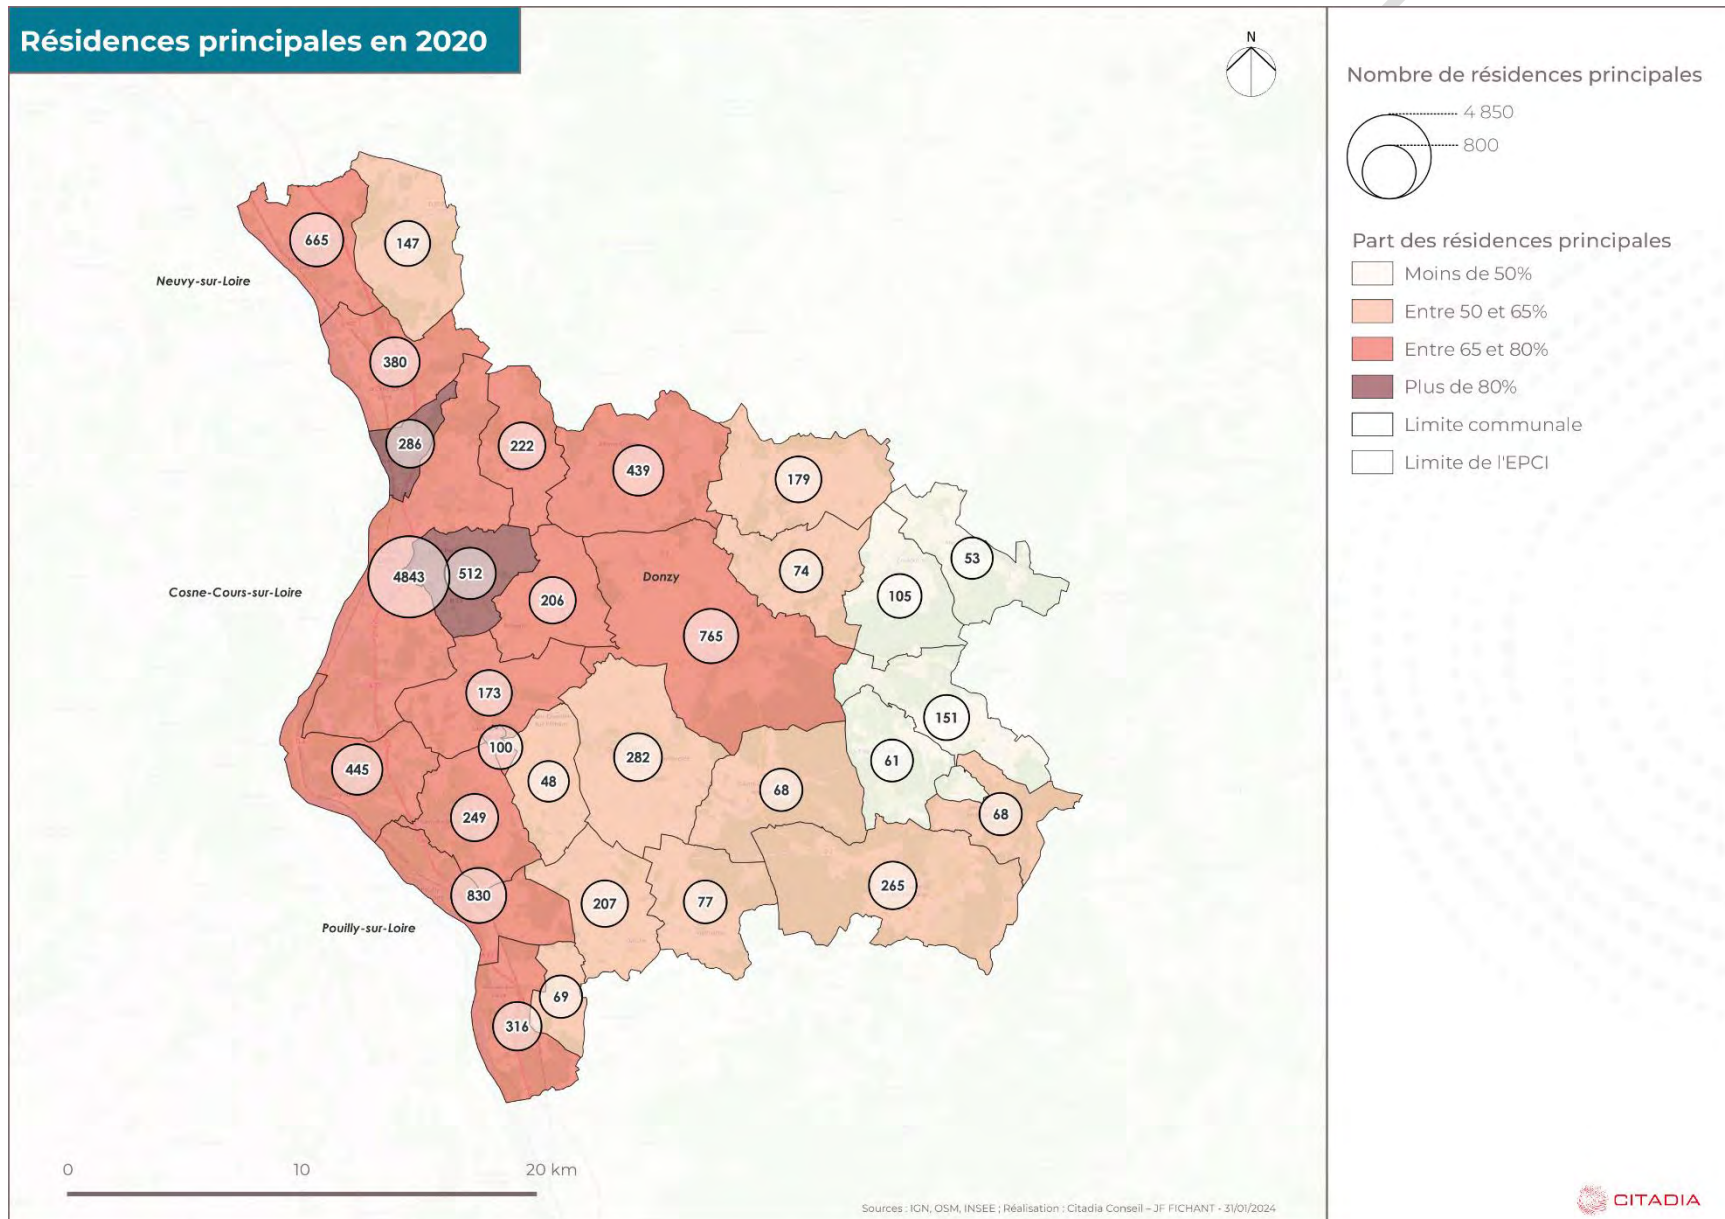 Résidences principales en 2020
N
Nombre de résidences principales
4 850
800
Part des résidences principales
Moins de 50%
Entre 50 et 65%
Entre 65 et 80%
Plus de 80%
Limite communale
Limite de l'EPCI
665
147
Neuvy-sur-Loire
380
286
222
439
179
53
4843
512
Donzy
74
Cosne-Cours-sur-Loire
206
105
765
173
151
100
445
48
282
61
68
249
68
830
207
77
265
Pouilly-sur-Loire
69
316
0
10
20 km
Sources : IGN, OSM, INSEE ; Réalisation : Citadia Conseil – JF FICHANT - 31/01/2024
CITADIA